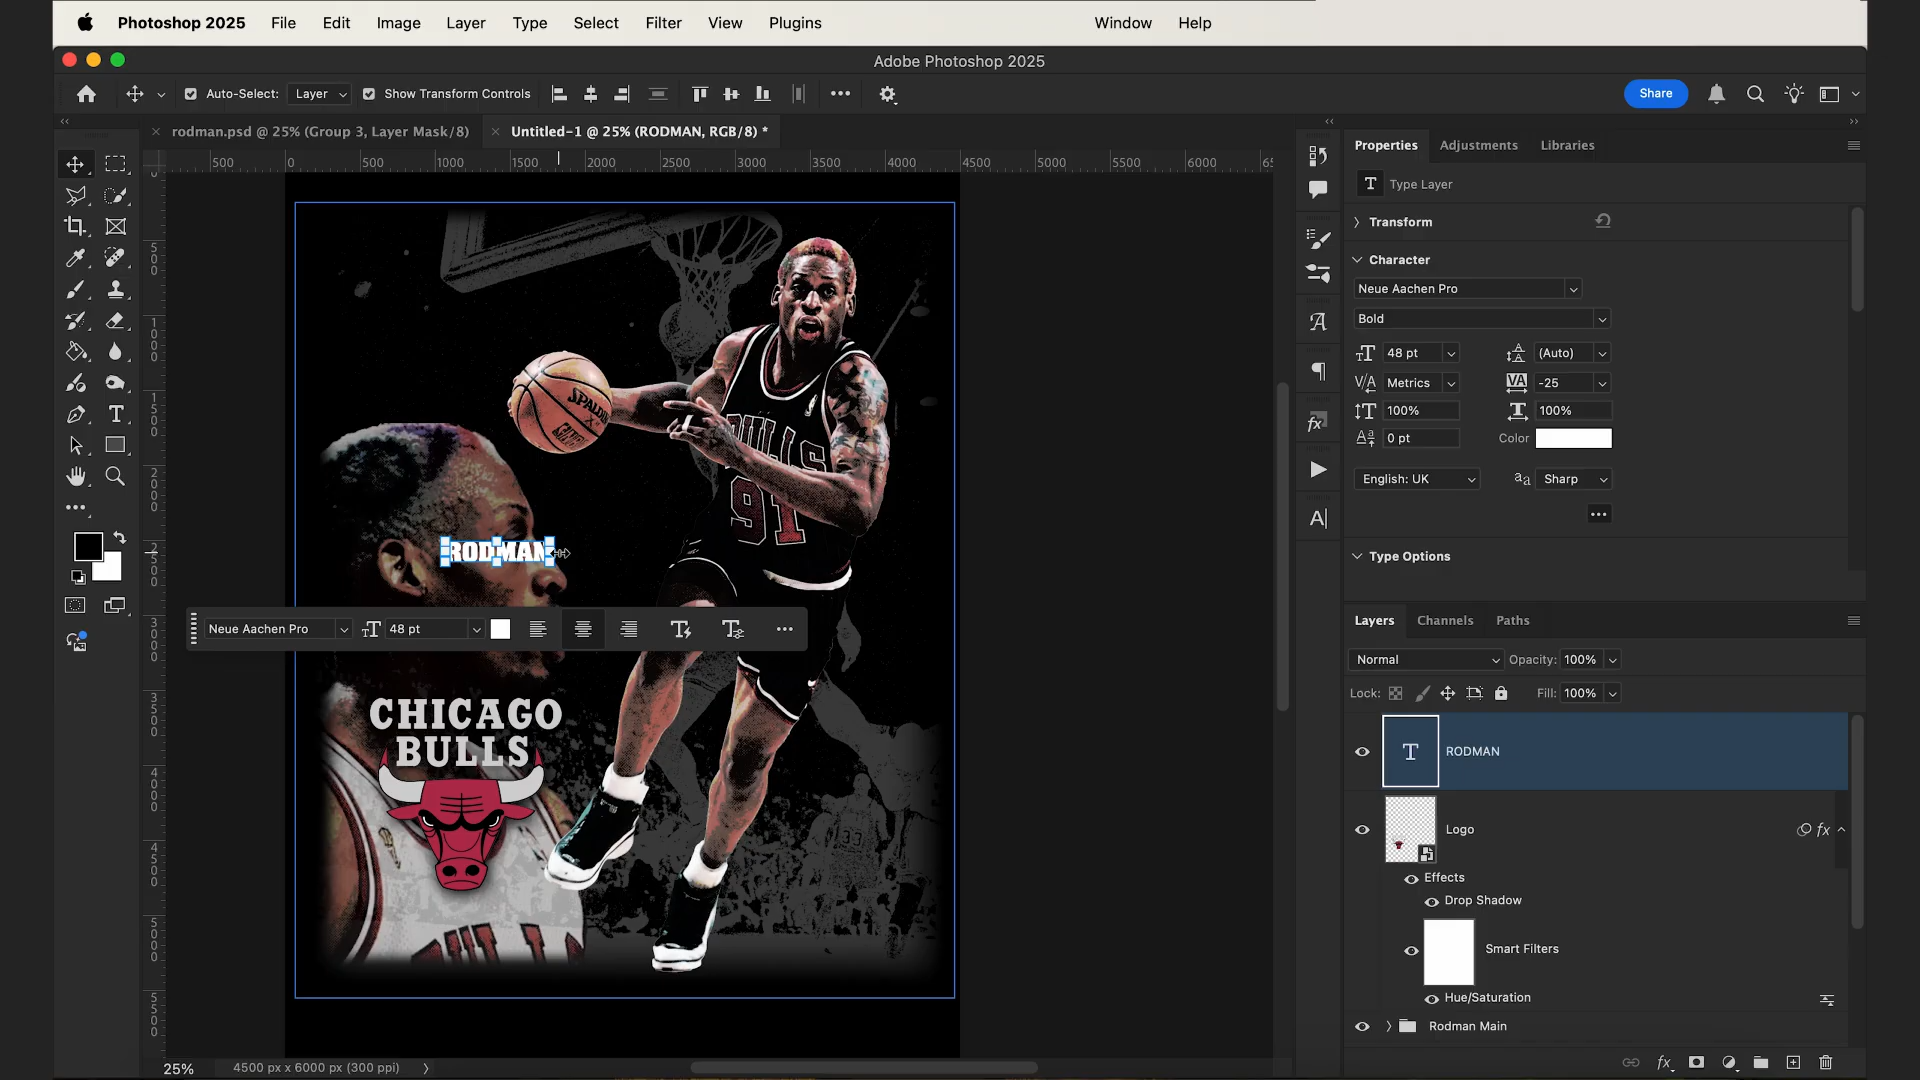 Photoshop 2025 File Edit Image Layer Type Select Filter View Plugins Window Help
Adobe Photoshop 2025
Auto-Select: Layer Show Transform Controls Share
rodman.psd @ 25% (Group 3, Layer Mask/8) Untitled-1 @ 25% (RODMAN, RGB/8) *
500 0 500 1000 1500 2000 2500 3000 3500 4000 4500 5000 5500 6000
Properties Adjustments Libraries
T Type Layer
Transform
Character
Neue Aachen Pro
Bold
48 pt (Auto)
Metrics -25
100% 100%
0 pt Color
English: UK Sharp
Type Options
SPALDING
BULLS
91
RODMAN
Neue Aachen Pro 48 pt
CHICAGO
BULLS
33
Layers Channels Paths
Normal Opacity: 100%
Lock: Fill: 100%
T RODMAN
Logo fx
Effects
Drop Shadow
Smart Filters
Hue/Saturation
Rodman Main
25% 4500 px x 6000 px (300 ppi)